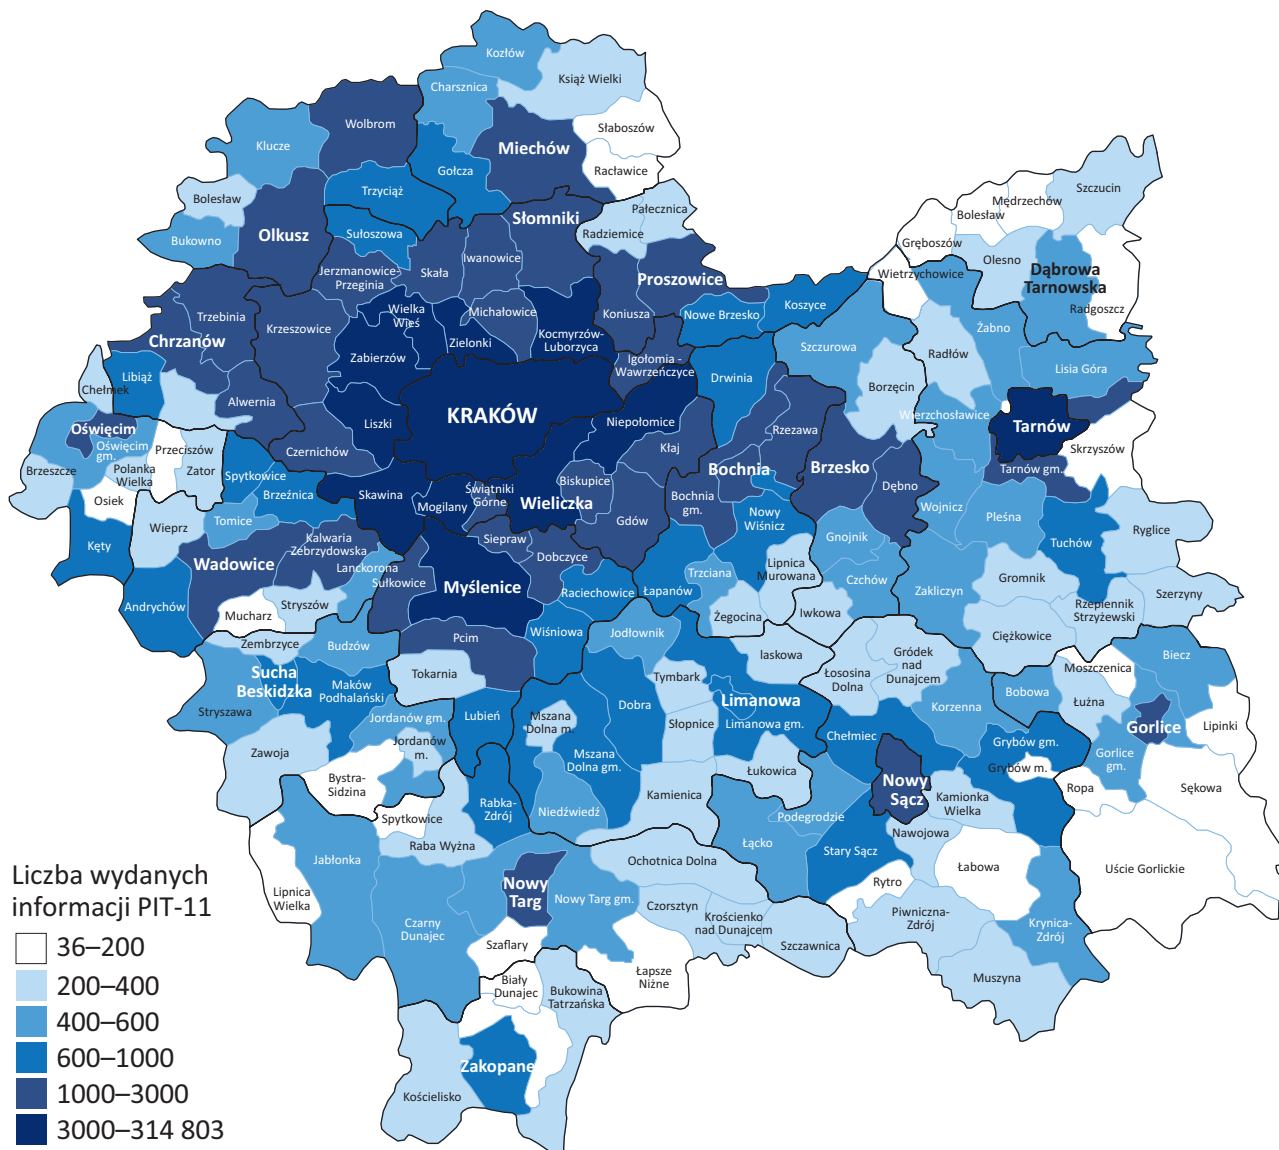 Kozłów
Książ Wielki
Charsznica
Wolbrom
Słaboszów
Klucze
Miechów
Racławice
Gołcza
Trzyciąż
Bolesław
Szczucin
Mędrzechów
Bolesław
Pałecznica
Słomniki
Radziemice
Olkusz
Sułoszowa
Bukowno
Gręboszów
Iwanowice
Olesno
Skała
Jerzmanowice-
Przeginia
Wietrzychowice
Dąbrowa
Tarnowska
Proszowice
Radgoszcz
Wielka
Wieś
Michałowice
Koniusza
Nowe Brzesko
Koszyce
Trzebinia
Krzeszowice
Żabno
Chrzanów
Zielonki
Kocmyrzów-
Luborzyca
Szczurowa
Radłów
Zabierzów
Igołomia -
Wawrzeńczyce
Lisia Góra
Libiąż
Chełmek
Drwinia
Borzęcin
Alwernia
KRAKÓW
Wierzchosławice
Liszki
Niepołomice
Tarnów
Oświęcim
Oświęcim
gm.
Rzezawa
Skrzyszów
Przeciszów
Czernichów
Kłaj
Brzeszcze
Polanka
Wielka
Zator
Spytkowice
Bochnia
Brzesko
Tarnów gm.
Biskupice
Brzeźnica
Skawina
Świątniki
Górne
Dębno
Osiek
Mogilany
Wieliczka
Bochnia
gm.
Wojnicz
Pleśna
Nowy
Wiśnicz
Tomice
Wieprz
Gdów
Ryglice
Kalwaria
Zebrzydowska
Siepraw
Gnojnik
Tuchów
Kęty
Dobczyce
Wadowice
Lanckorona
Lipnica
Murowana
Sułkowice
Trzciana
Czchów
Gromnik
Myślenice
Raciechowice
Łapanów
Zakliczyn
Szerzyny
Andrychów
Stryszów
Rzepiennik
Strzyżewski
Mucharz
Żegocina
Iwkowa
Wiśniowa
Ciężkowice
Pcim
Jodłownik
Zembrzyce
Budzów
Gródek
nad
Dunajcem
Biecz
Iaskowa
Moszczenica
Sucha
Beskidzka
Tokarnia
Tymbark
Łososina
Dolna
Maków
Podhalański
Bobowa
Łużna
Limanowa
Dobra
Korzenna
Stryszawa
Jordanów gm.
Lubień
Mszana
Dolna m.
Słopnice
Limanowa gm.
Gorlice
Lipinki
Chełmiec
Grybów gm.
Jordanów
m.
Zawoja
Mszana
Dolna gm.
Gorlice
gm.
Grybów m.
Łukowica
Bystra-
Sidzina
Nowy
Sącz
Ropa
Sękowa
Kamienica
Kamionka
Wielka
Rabka-
Zdrój
Niedźwiedź
Spytkowice
Podegrodzie
Nawojowa
Łącko
Raba Wyżna
Stary Sącz
Jabłonka
Ochotnica Dolna
Łabowa
Uście Gorlickie
Lipnica
Wielka
Nowy
Targ
Rytro
Nowy Targ gm.
Czorsztyn
Piwniczna-
Zdrój
Krościenko
nad Dunajcem
Czarny
Dunajec
Krynica-
Zdrój
Szaflary
Szczawnica
Łapsze
Niżne
Biały
Dunajec
Muszyna
Bukowina
Tatrzańska
Zakopane
Kościelisko
Liczba wydanych
informacji PIT-11
36–200
200–400
400–600
600–1000
1000–3000
3000–314 803